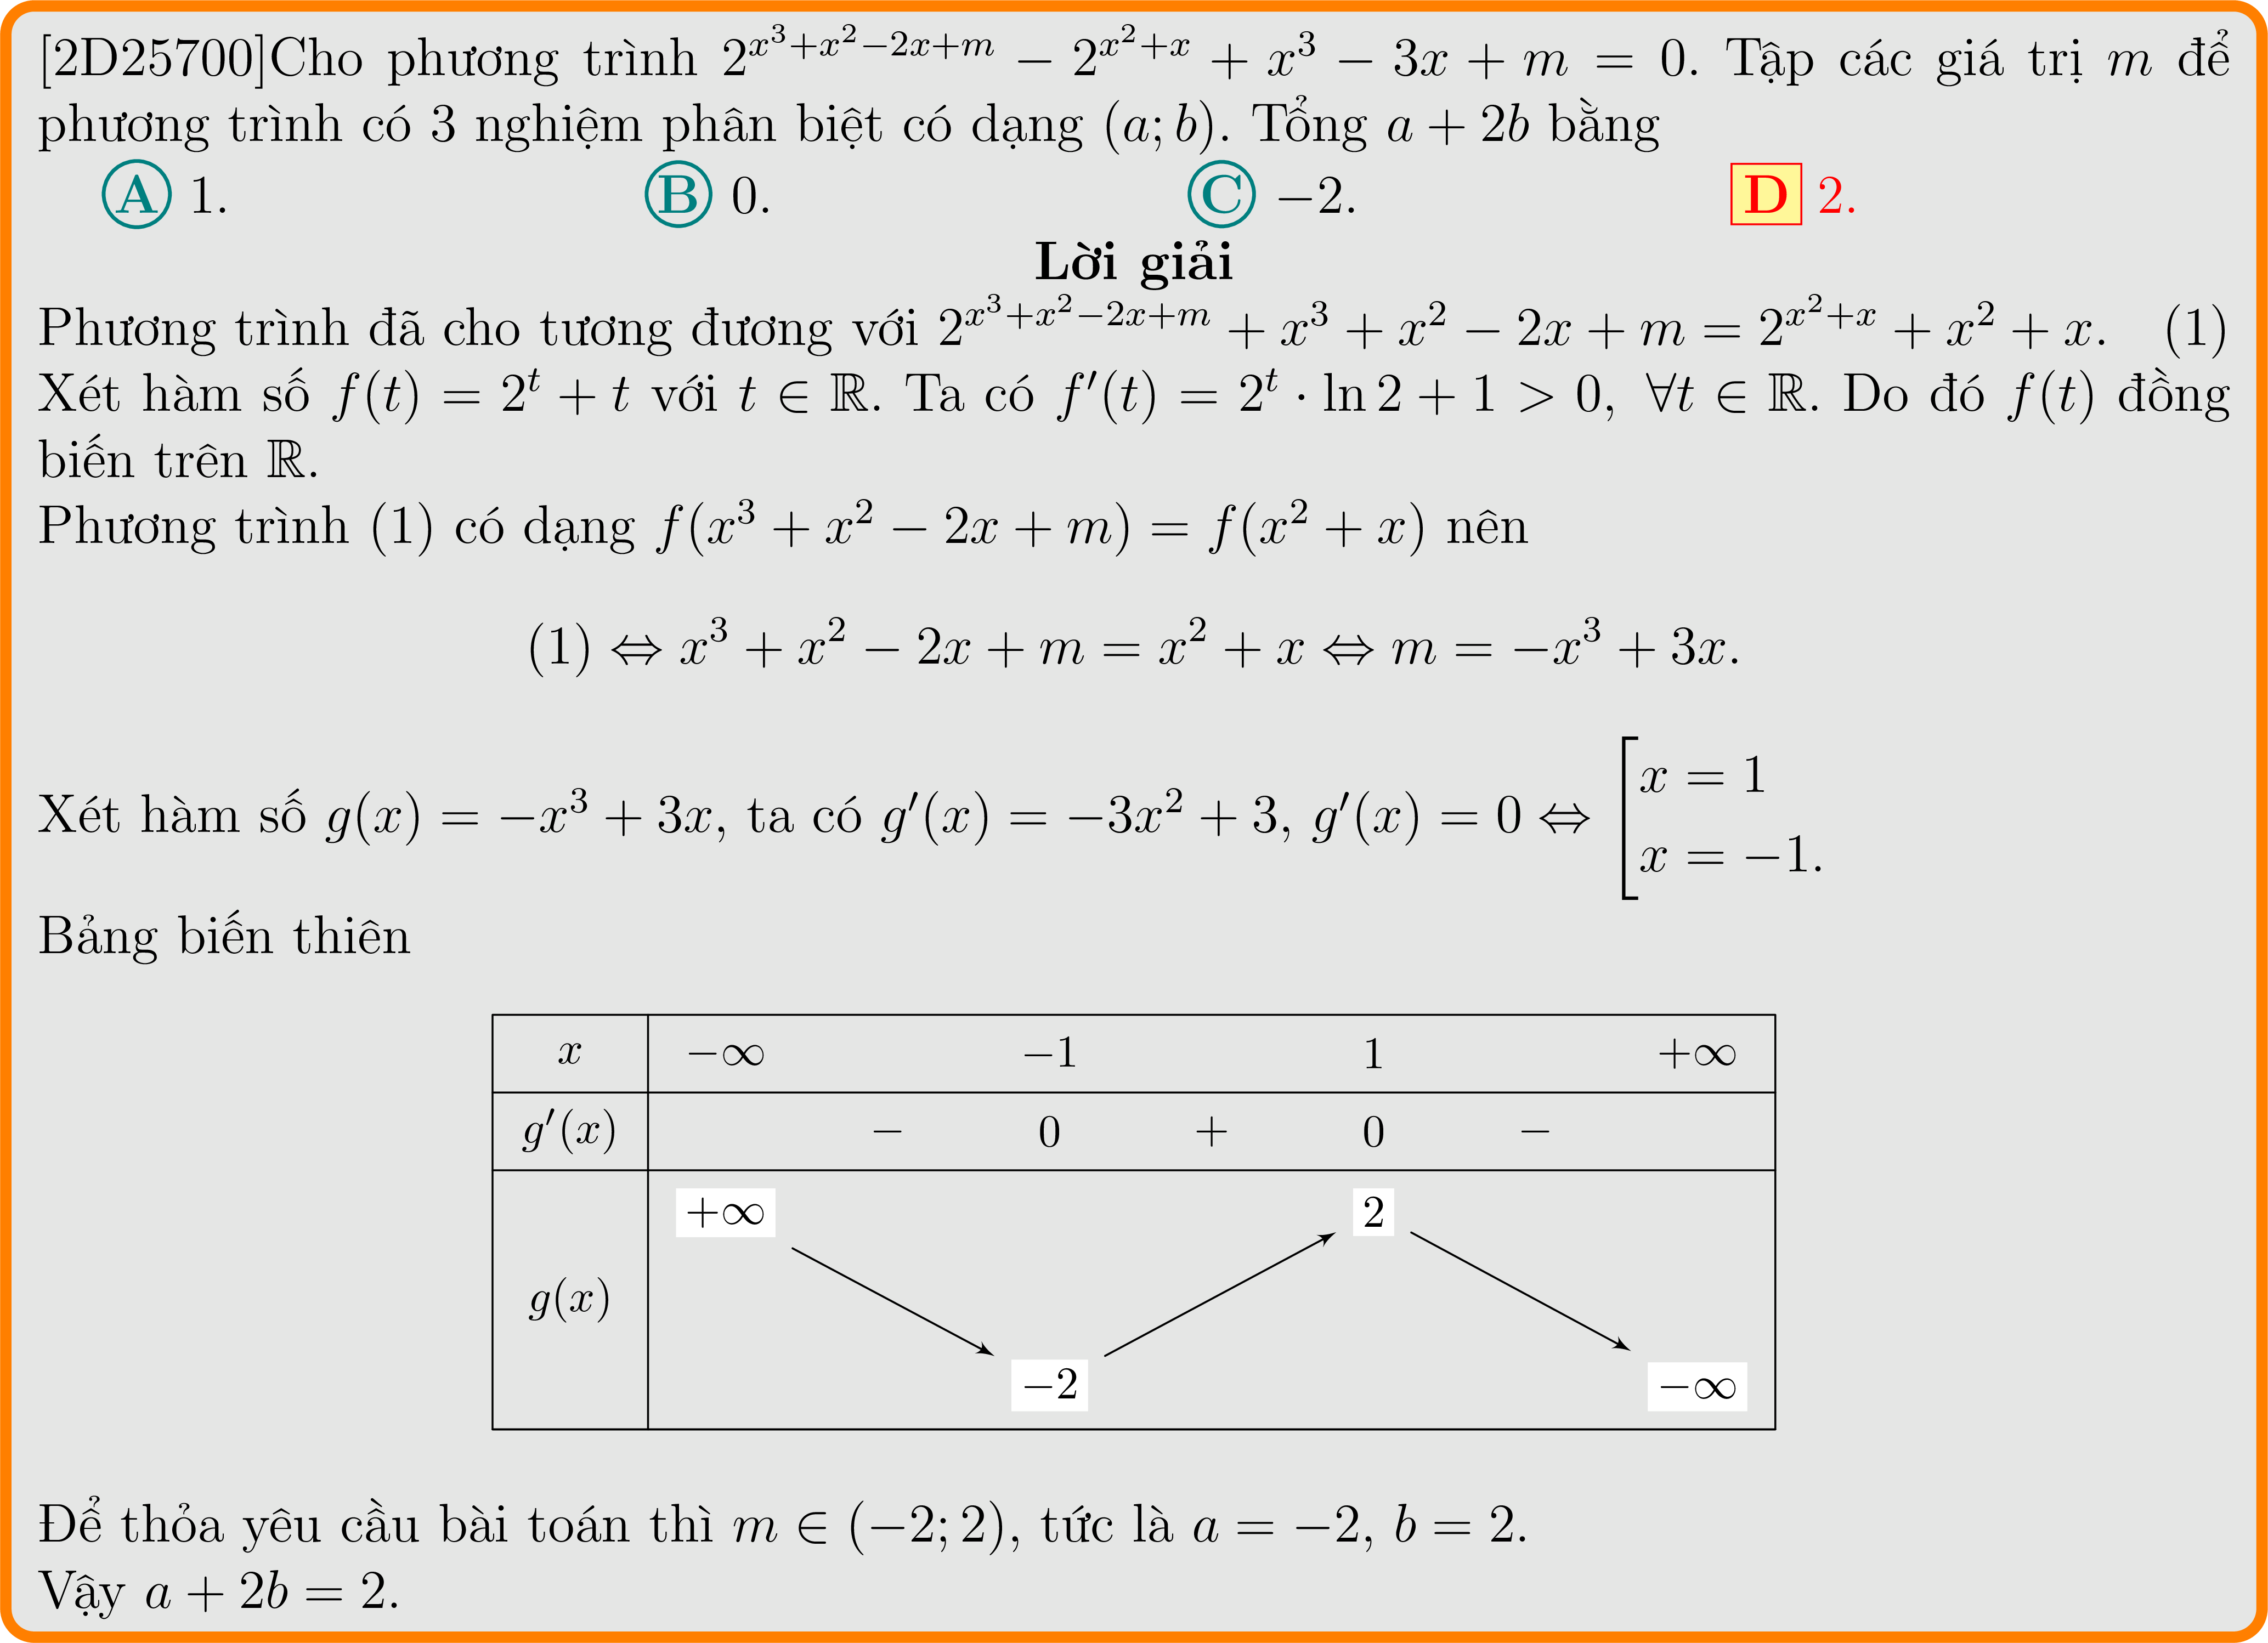 [2D25700]Cho phương trình $2^{x^3+x^2-2x+m} - 2^{x^2+x} + x^3 - 3x + m = 0$. Tập các giá trị $m$ để
phương trình có 3 nghiệm phân biệt có dạng $(a; b)$. Tổng $a + 2b$ bằng
A 1. B 0. C −2. D 2.
Lời giải
Phương trình đã cho tương đương với $2^{x^3+x^2-2x+m} + x^3 + x^2 - 2x + m = 2^{x^2+x} + x^2 + x.$ (1)
Xét hàm số $f(t) = 2^t + t$ với $t \in \mathbb{R}$. Ta có $f'(t) = 2^t \cdot \ln 2 + 1 > 0, \ \forall t \in \mathbb{R}$. Do đó $f(t)$ đồng
biến trên $\mathbb{R}$.
Phương trình (1) có dạng $f(x^3 + x^2 - 2x + m) = f(x^2 + x)$ nên
$(1) \Leftrightarrow x^3 + x^2 - 2x + m = x^2 + x \Leftrightarrow m = -x^3 + 3x.$
Xét hàm số $g(x) = -x^3 + 3x$, ta có $g'(x) = -3x^2 + 3$, $g'(x) = 0 \Leftrightarrow \left[\begin{array}{l} x = 1 \\ x = -1. \end{array}\right.$
Bảng biến thiên
x −∞ −1 1 +∞
g′(x) − 0 + 0 −
+∞ 2
g(x)
−2 −∞
Để thỏa yêu cầu bài toán thì $m \in (-2; 2)$, tức là $a = -2$, $b = 2$.
Vậy $a + 2b = 2$.